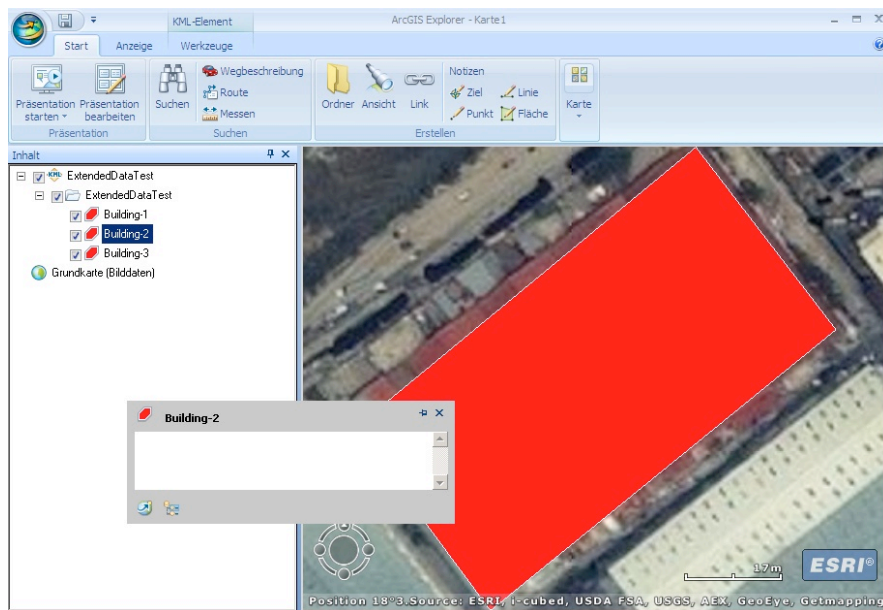 KML-Element
ArcGIS Explorer - Karte1
Start
Anzeige
Werkzeuge
Präsentation starten
Präsentation bearbeiten
Präsentation
Suchen
Wegbeschreibung
Route
Messen
Suchen
Ordner
Ansicht
Link
Notizen
Ziel
Linie
Punkt
Fläche
Erstellen
Karte
Inhalt
KML ExtendedDataTest
ExtendedDataTest
Building-1
Building-2
Building-3
Grundkarte (Bilddaten)
Building-2
17m
ESRI®
Position 18°3.Source: ESRI, i-cubed, USDA FSA, USGS, AEX, GeoEye, Getmapping